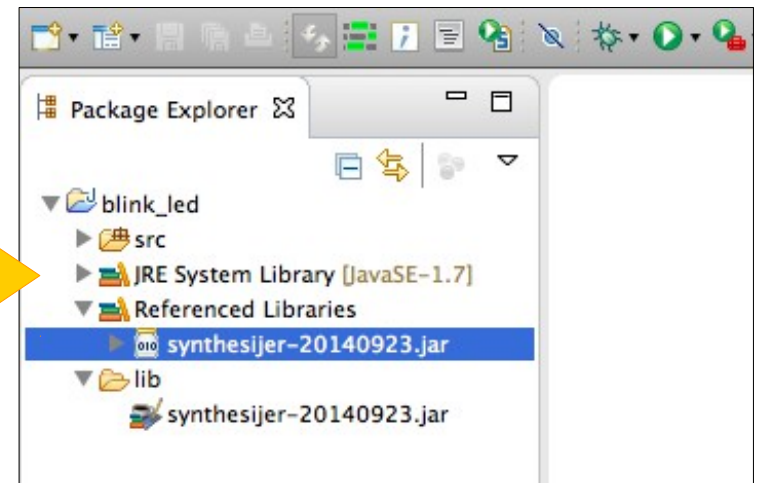 Package Explorer
blink_led
src
JRE System Library [JavaSE-1.7]
Referenced Libraries
synthesijer-20140923.jar
lib
synthesijer-20140923.jar